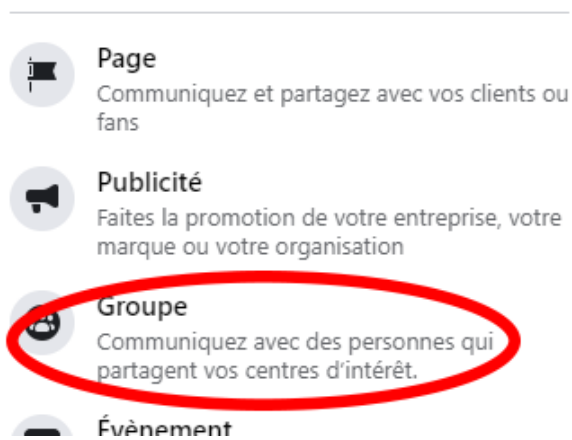 Page
Communiquez et partagez avec vos clients ou
fans
Publicité
Faites la promotion de votre entreprise, votre
marque ou votre organisation
Groupe
Communiquez avec des personnes qui
partagent vos centres d'intérêt.
Évènement